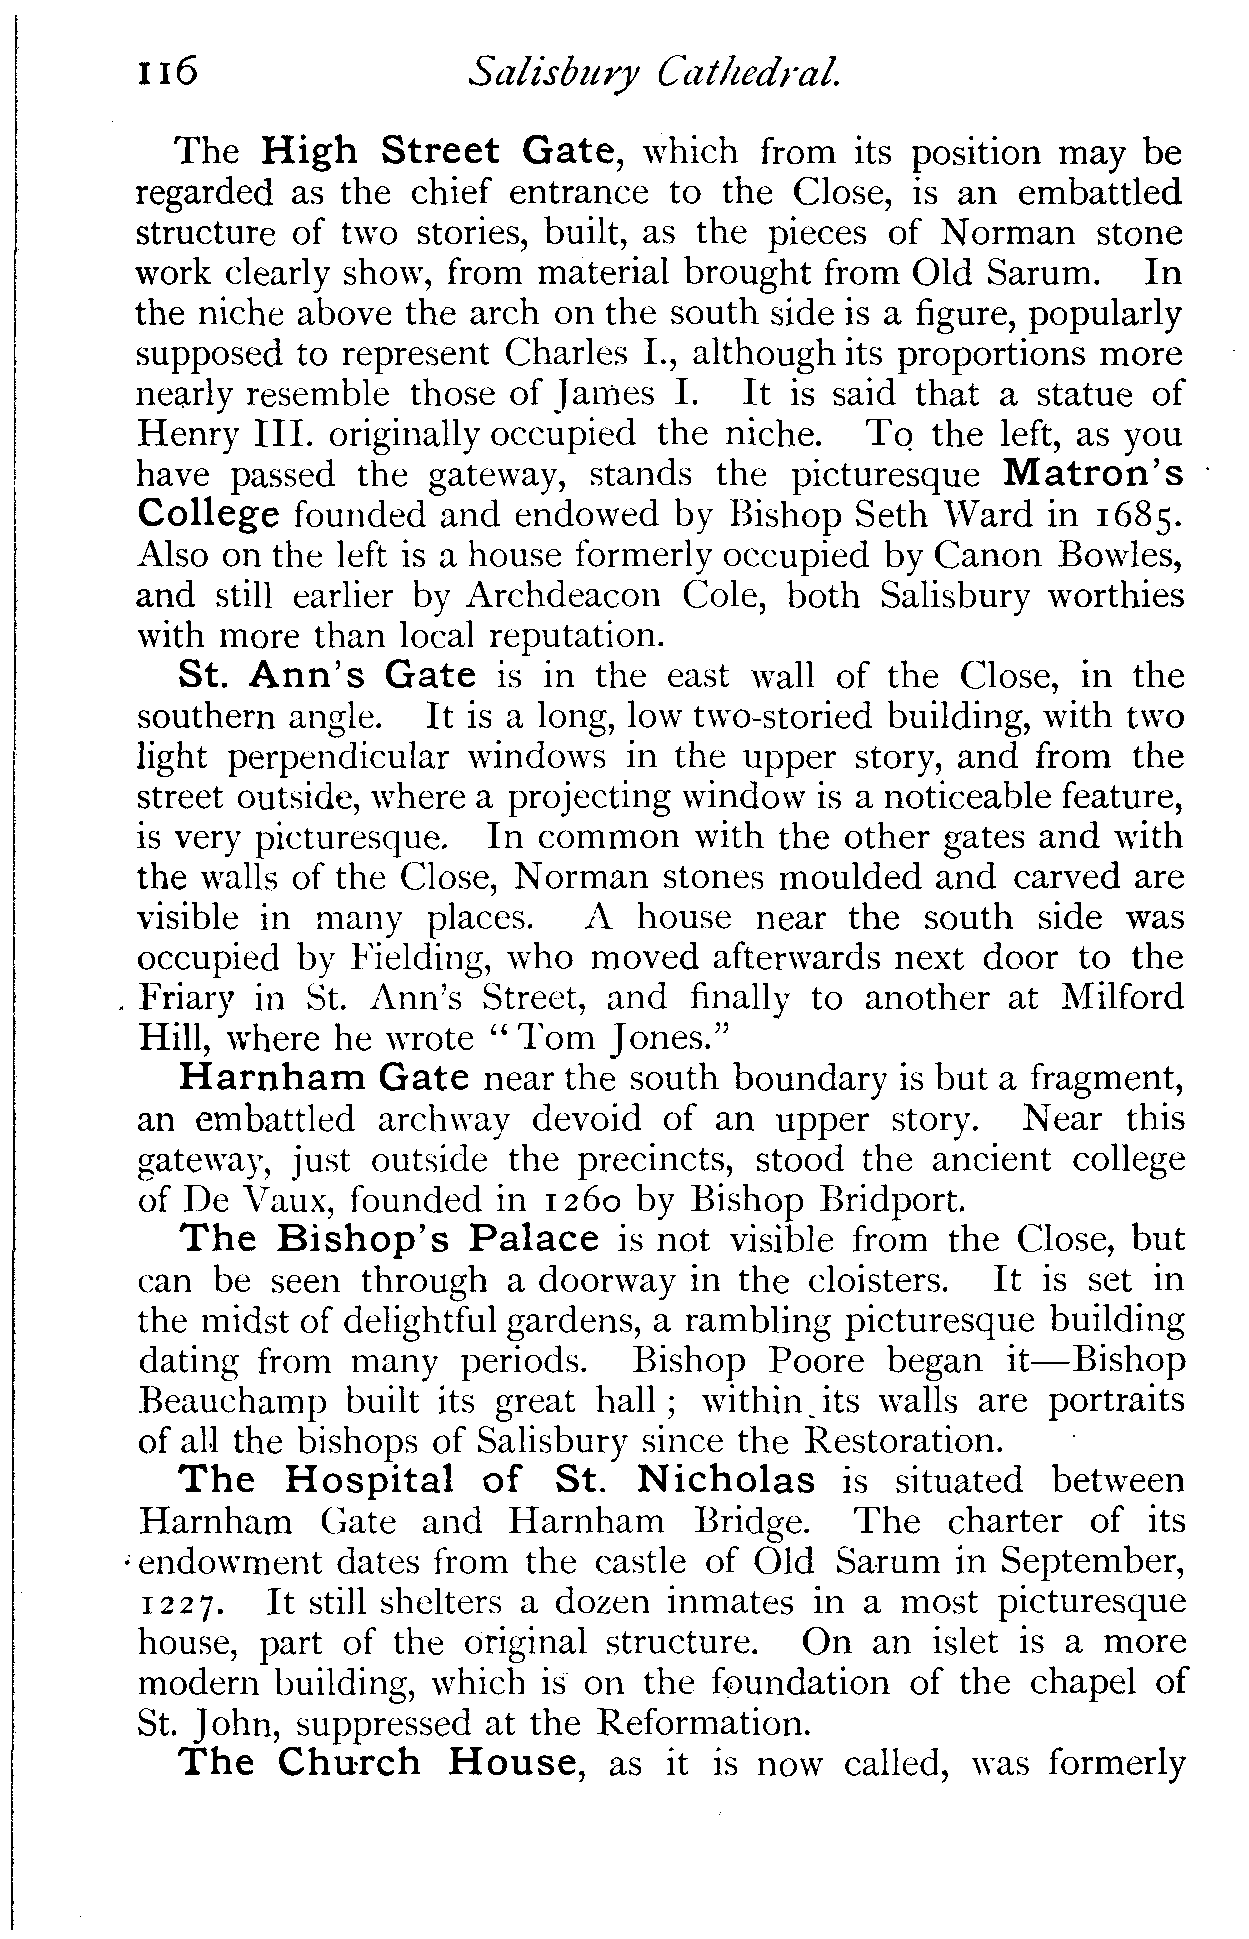 116 Salisbury Cathedral.
The High Street Gate, which from its position may be
regarded as the chief entrance to the Close, is an embattled
structure of two stories, built, as the pieces of Norman stone
work clearly show, from material brought from Old Sarum. In
the niche above the arch on the south side is a figure, popularly
supposed to represent Charles I., although its proportions more
nearly resemble those of James I. It is said that a statue of
Henry III. originally occupied the niche. To the left, as you
have passed the gateway, stands the picturesque Matron's
College founded and endowed by Bishop Seth Ward in 1685.
Also on the left is a house formerly occupied by Canon Bowles,
and still earlier by Archdeacon Cole, both Salisbury worthies
with more than local reputation.
St. Ann's Gate is in the east wall of the Close, in the
southern angle. It is a long, low two-storied building, with two
light perpendicular windows in the upper story, and from the
street outside, where a projecting window is a noticeable feature,
is very picturesque. In common with the other gates and with
the walls of the Close, Norman stones moulded and carved are
visible in many places. A house near the south side was
occupied by Fielding, who moved afterwards next door to the
Friary in St. Ann's Street, and finally to another at Milford
Hill, where he wrote "Tom Jones."
Harnham Gate near the south boundary is but a fragment,
an embattled archway devoid of an upper story. Near this
gateway, just outside the precincts, stood the ancient college
of De Vaux, founded in 1260 by Bishop Bridport.
The Bishop's Palace is not visible from the Close, but
can be seen through a doorway in the cloisters. It is set in
the midst of delightful gardens, a rambling picturesque building
dating from many periods. Bishop Poore began it—Bishop
Beauchamp built its great hall; within its walls are portraits
of all the bishops of Salisbury since the Restoration.
The Hospital of St. Nicholas is situated between
Harnham Gate and Harnham Bridge. The charter of its
endowment dates from the castle of Old Sarum in September,
1227. It still shelters a dozen inmates in a most picturesque
house, part of the original structure. On an islet is a more
modern building, which is on the foundation of the chapel of
St. John, suppressed at the Reformation.
The Church House, as it is now called, was formerly